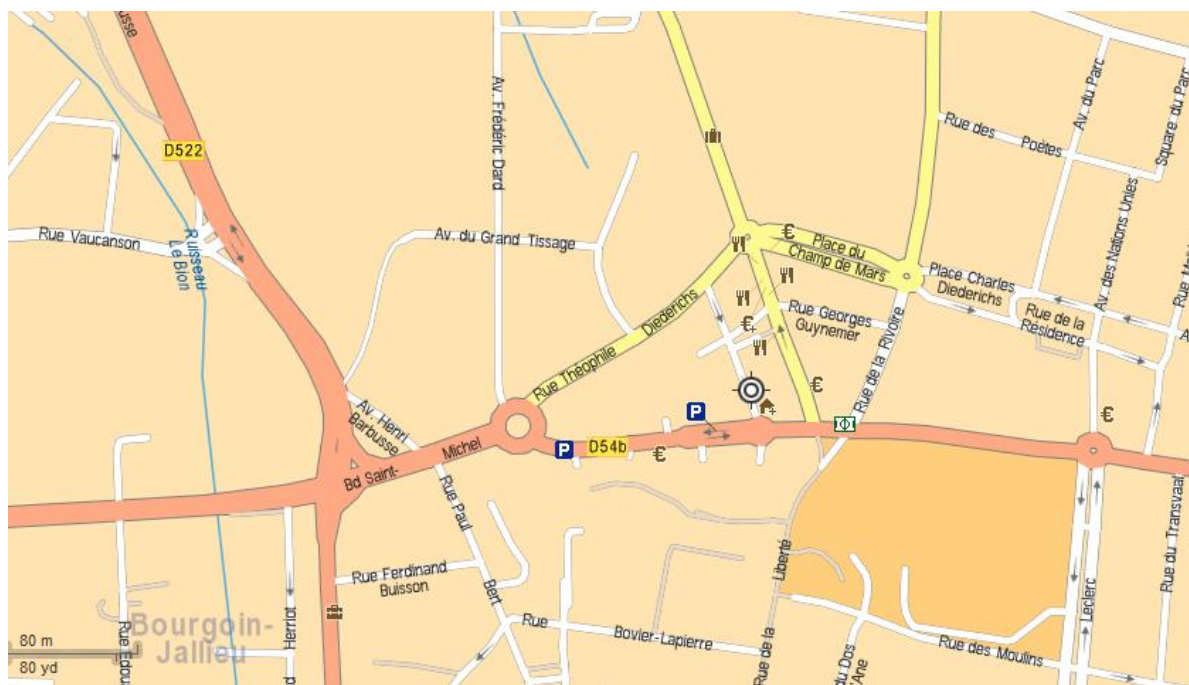 usse
D522
Av. Frédéric Dard
Rue des
Poètes
Av. du Parc
Square du Parc
Rue Vaucanson
Ruisseau
Le Bion
Av. du Grand Tissage
Place du
Champ de Mars
€
Place Charles
Diederichs
Av. des Nations Unies
Rue de la
Résidence
Rue Georges
Guynemer
€
Rue Théophile Diederichs
Rue de la Rivoire
€
€
Av. Henri
Barbusse
P
P
D54b
€
Bd Saint-Michel
Rue Paul
Bert
Rue Ferdinand
Buisson
Rue
Bovier-Lapierre
Rue de la Liberté
Leclerc
Rue du Transvaal
Rue des Moulins
du Dos
Herriot
d
80 m
80 yd
Bourgoin-
Jallieu